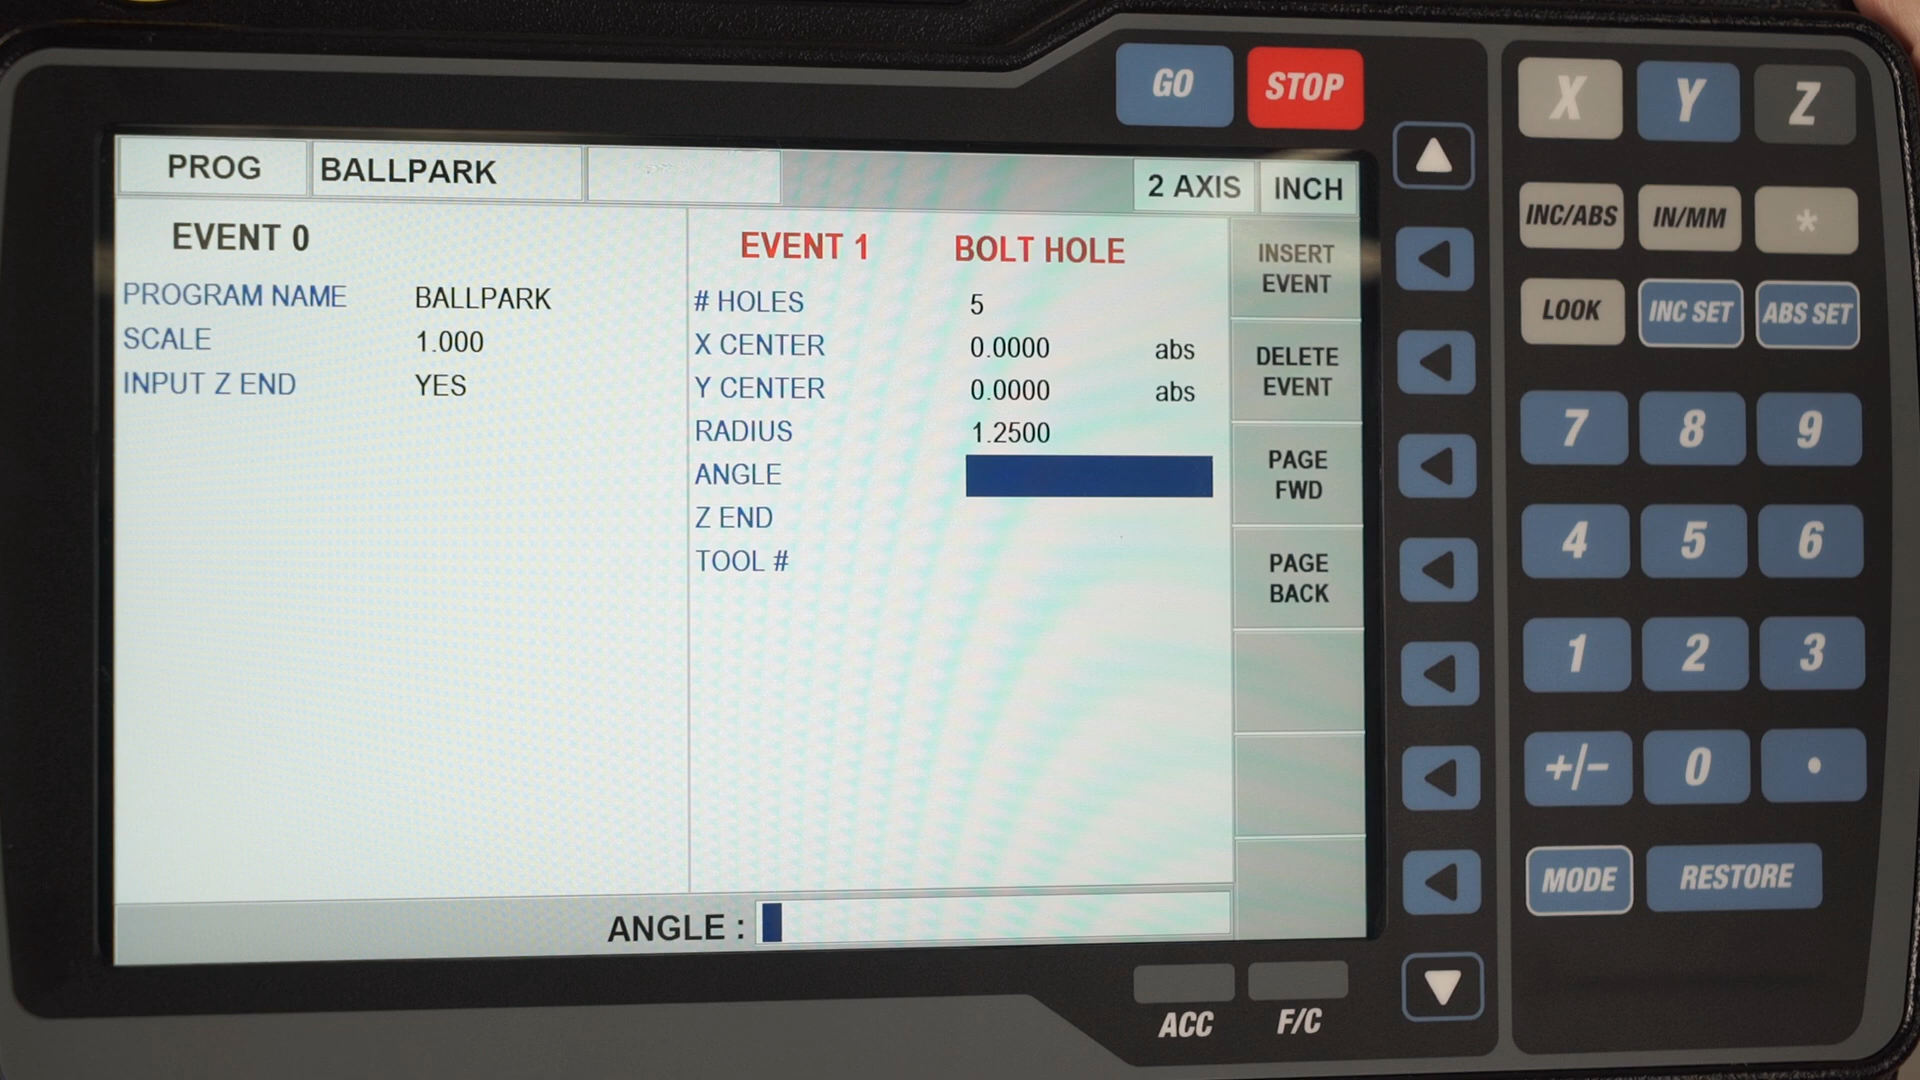 GO STOP
X Y Z
PROG BALLPARK 2 AXIS INCH
EVENT 0
PROGRAM NAME BALLPARK
SCALE 1.000
INPUT Z END YES
EVENT 1 BOLT HOLE
# HOLES 5
X CENTER 0.0000 abs
Y CENTER 0.0000 abs
RADIUS 1.2500
ANGLE
Z END
TOOL #
INSERT
EVENT
DELETE
EVENT
PAGE
FWD
PAGE
BACK
ANGLE :
INC/ABS IN/MM *
LOOK INC SET ABS SET
7 8 9
4 5 6
1 2 3
+/- 0 .
MODE RESTORE
ACC F/C